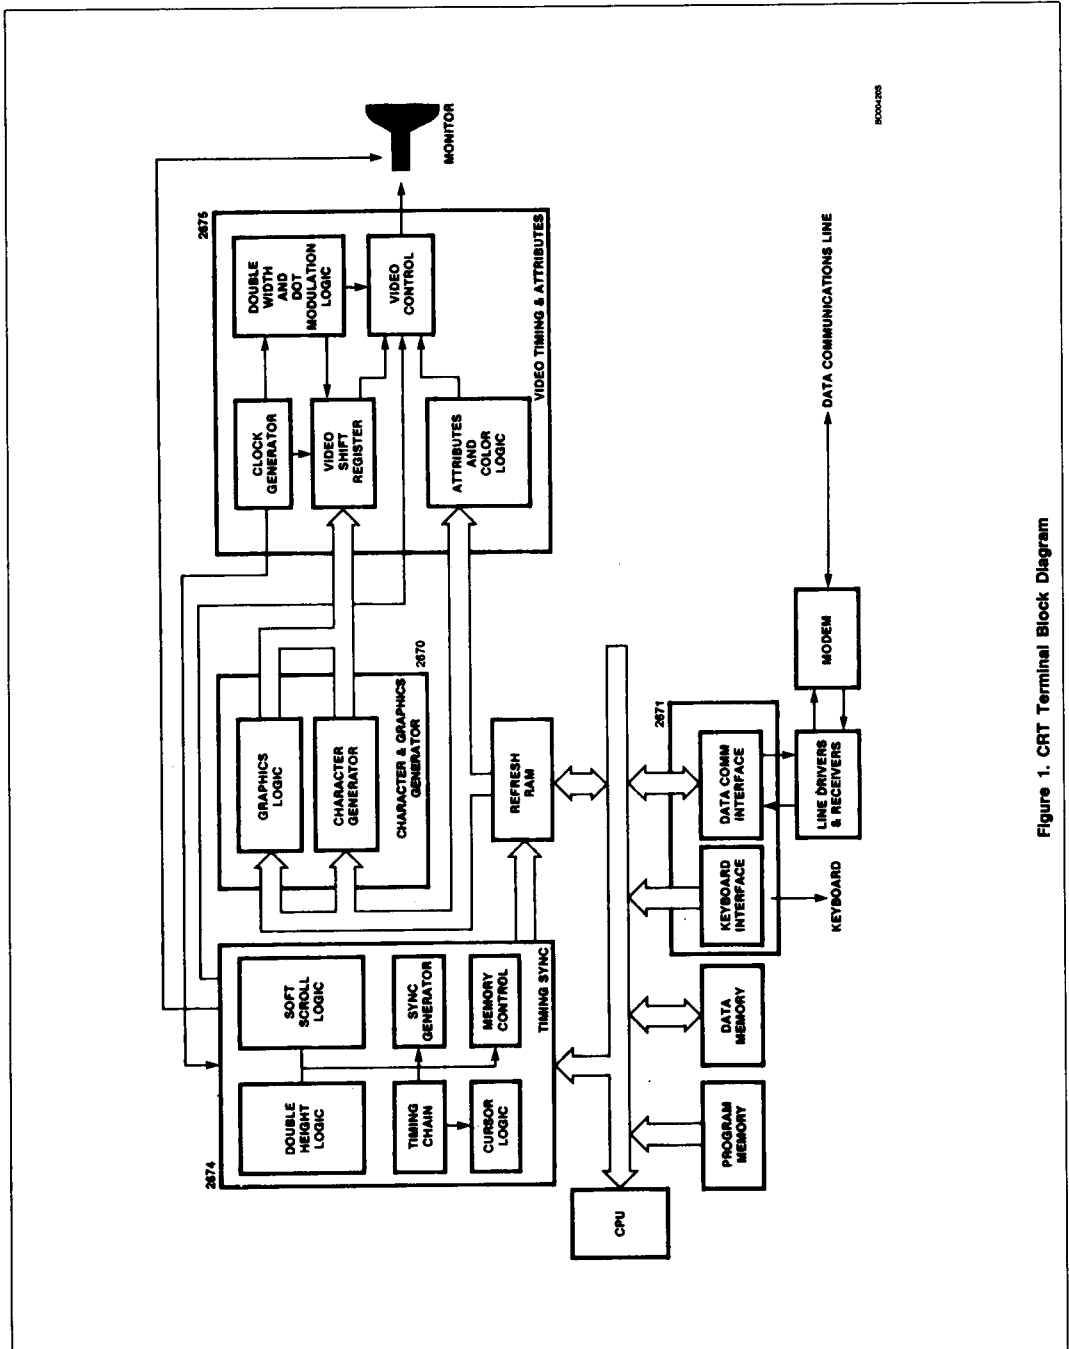 2674
DOUBLE
HEIGHT
LOGIC
SOFT
SCROLL
LOGIC
TIMING
CHAIN
SYNC
GENERATOR
CURSOR
LOGIC
MEMORY
CONTROL
TIMING SYNC
GRAPHICS
LOGIC
CHARACTER
GENERATOR
CHARACTER & GRAPHICS
GENERATOR
2670
2675
CLOCK
GENERATOR
DOUBLE
WIDTH
AND
DOT
MODULATION
LOGIC
VIDEO
SHIFT
REGISTER
VIDEO
CONTROL
ATTRIBUTES
AND
COLOR
LOGIC
VIDEO TIMING & ATTRIBUTES
MONITOR
REFRESH
RAM
CPU
PROGRAM
MEMORY
DATA
MEMORY
2671
KEYBOARD
INTERFACE
DATA COMM
INTERFACE
KEYBOARD
LINE DRIVERS
& RECEIVERS
MODEM
DATA COMMUNICATIONS LINE
BC00420S
Figure 1. CRT Terminal Block Diagram